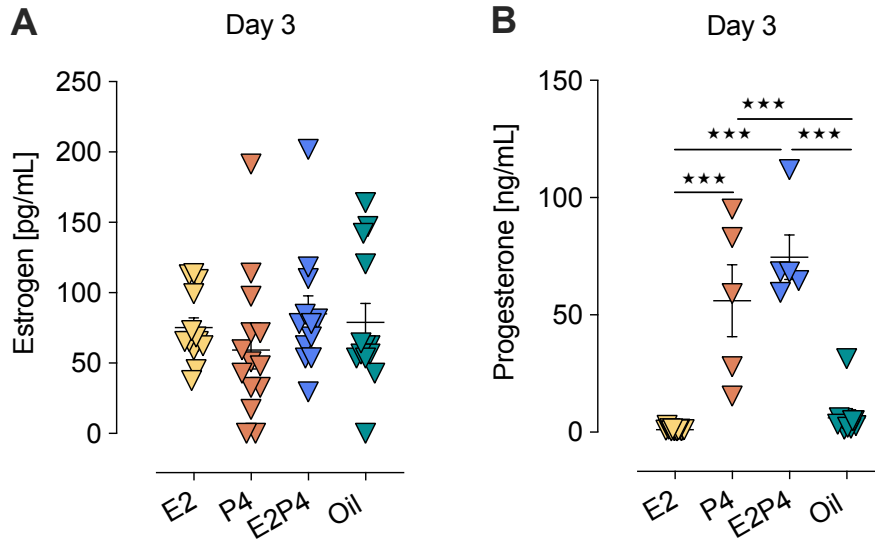 A
Day 3
Estrogen [pg/mL]
250
200
150
100
50
0
E2
P4
E2P4
Oil
B
Day 3
Progesterone [ng/mL]
150
100
50
0
★★★
★★★
★★★
★★★
E2
P4
E2P4
Oil